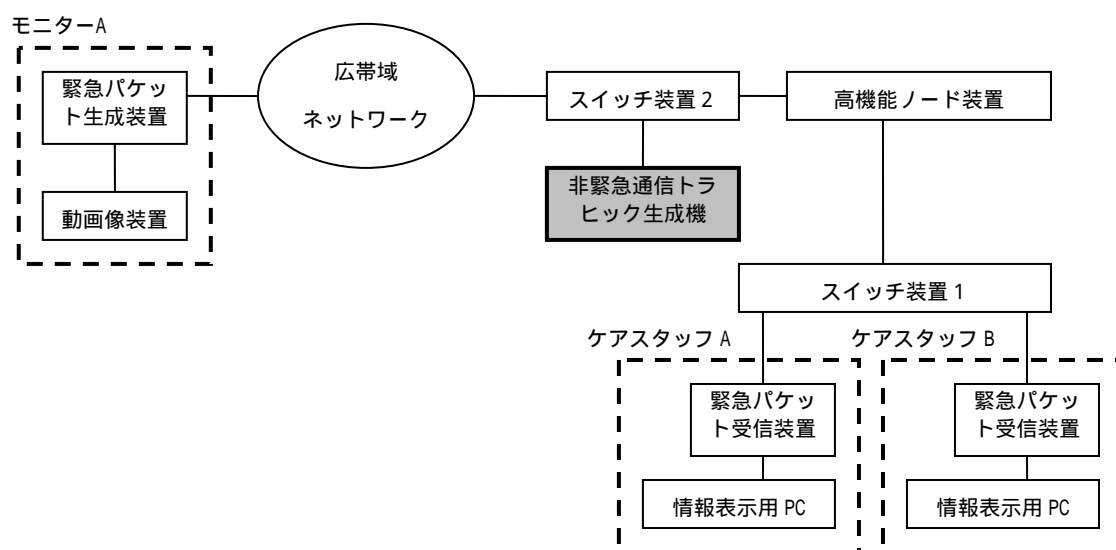 モニターA
緊急パケッ
ト生成装置
動画像装置
広帯域
ネットワーク
スイッチ装置２
高機能ノード装置
非緊急通信トラ
ヒック生成機
スイッチ装置１
ケアスタッフ A
ケアスタッフ B
緊急パケッ
ト受信装置
緊急パケッ
ト受信装置
情報表示用 PC
情報表示用 PC